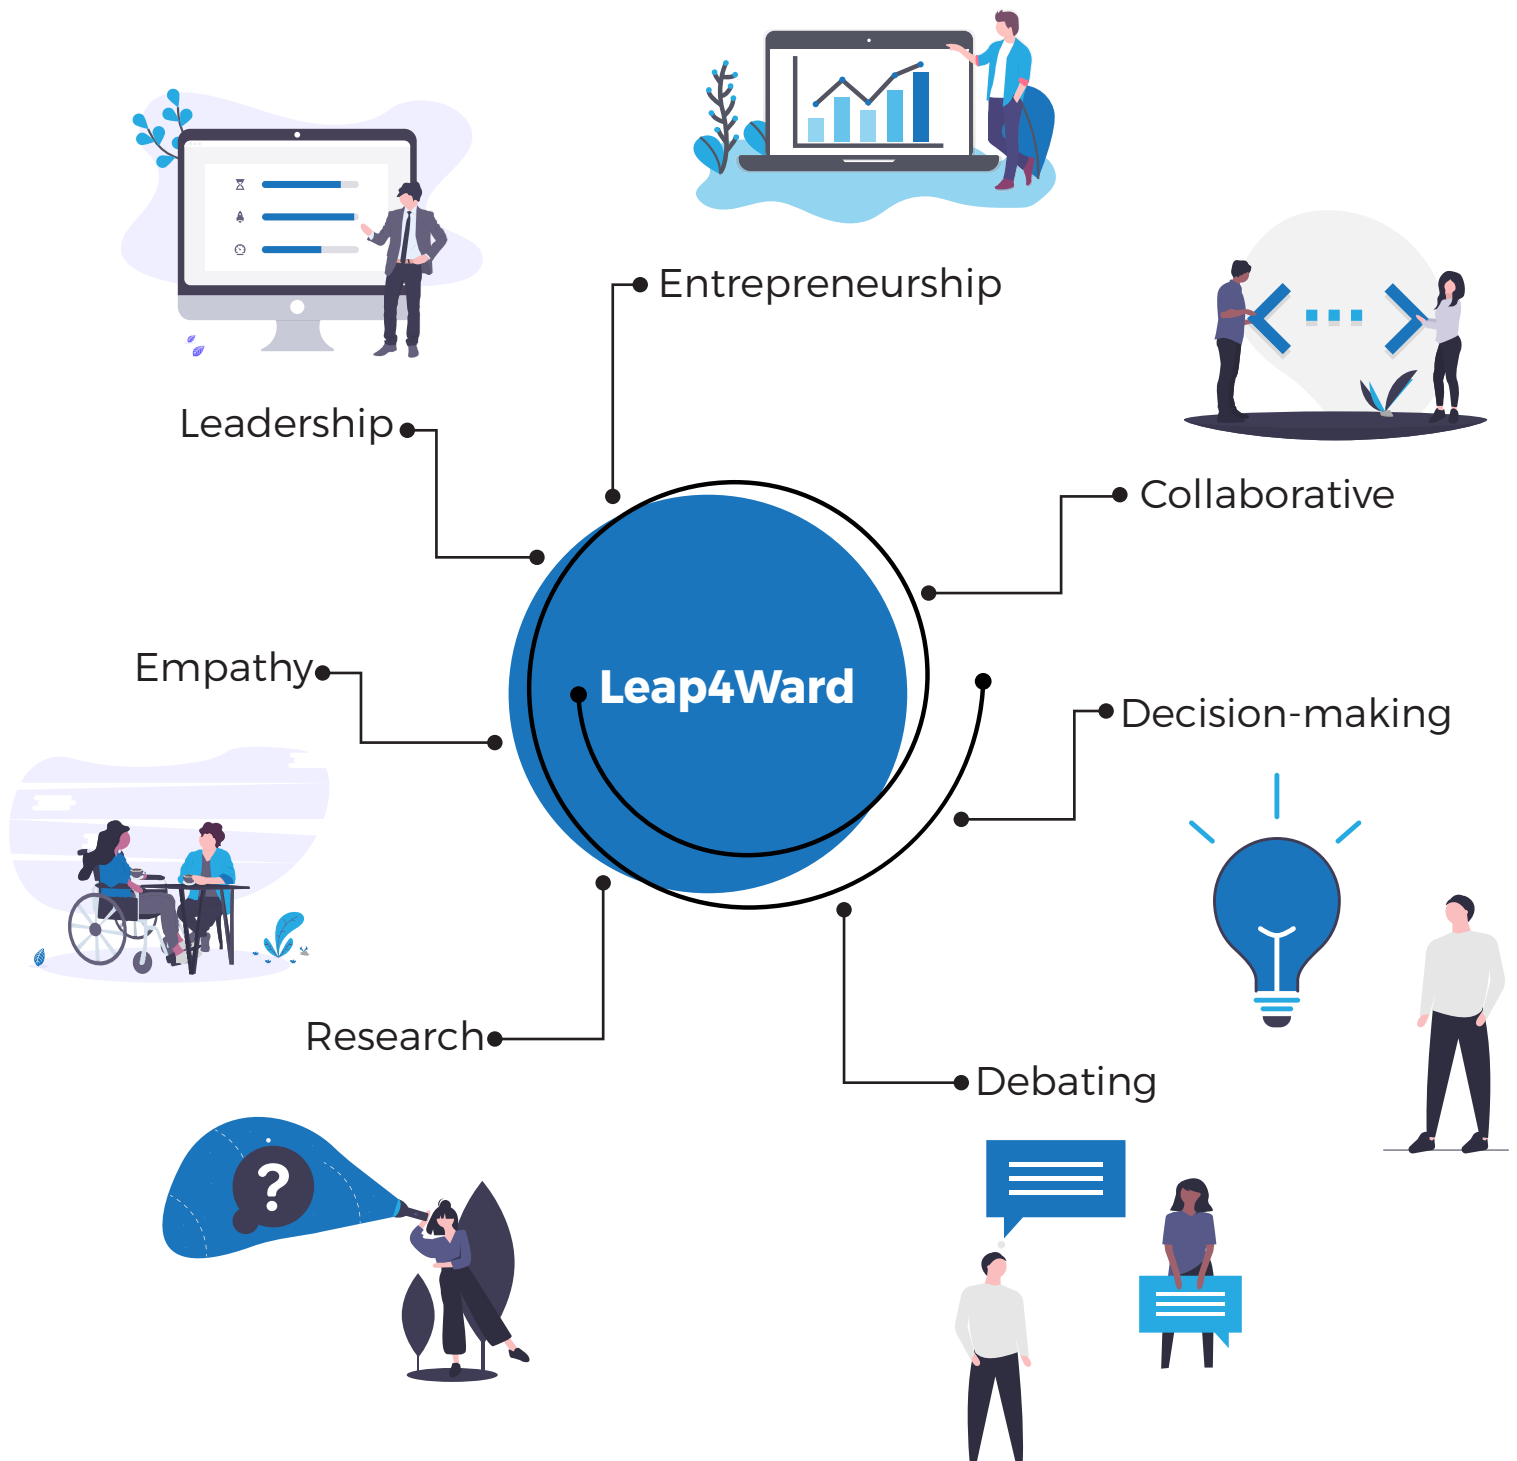 Entrepreneurship
Leadership
Collaborative
Empathy
Leap4Ward
Decision-making
Research
Debating
?